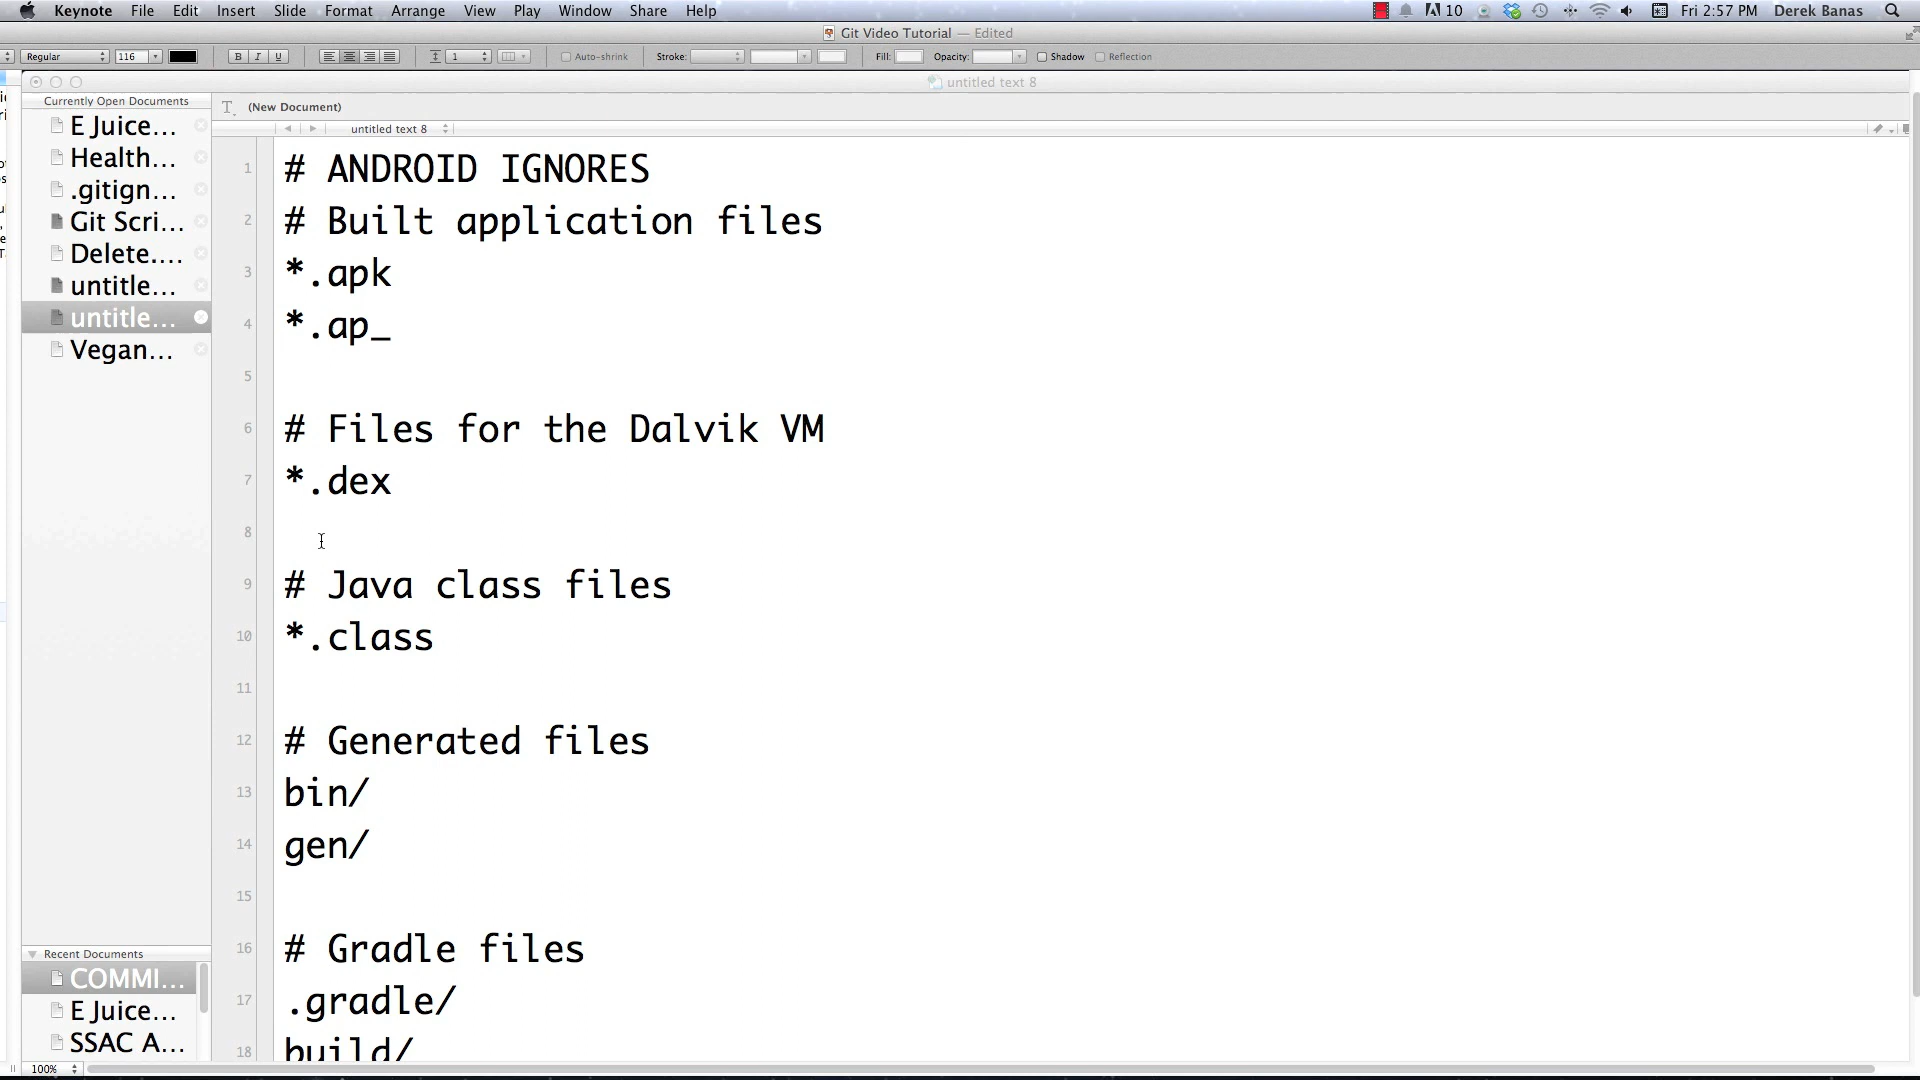 Keynote File Edit Insert Slide Format Arrange View Play Window Share Help 10 Fri 2:57 PM Derek Banas
Git Video Tutorial — Edited
Regular 116 B I U 1 Auto-shrink Stroke: Fill: Opacity: Shadow Reflection
untitled text 8
Currently Open Documents
(New Document)
untitled text 8
E Juice...
Health...
.gitign...
Git Scri...
Delete....
untitle...
untitle...
Vegan...
1 # ANDROID IGNORES
2 # Built application files
3 *.apk
4 *.ap_
5
6 # Files for the Dalvik VM
7 *.dex
8
9 # Java class files
10 *.class
11
12 # Generated files
13 bin/
14 gen/
15
16 # Gradle files
17 .gradle/
18 build/
Recent Documents
COMMI...
E Juice...
SSAC A...
100%